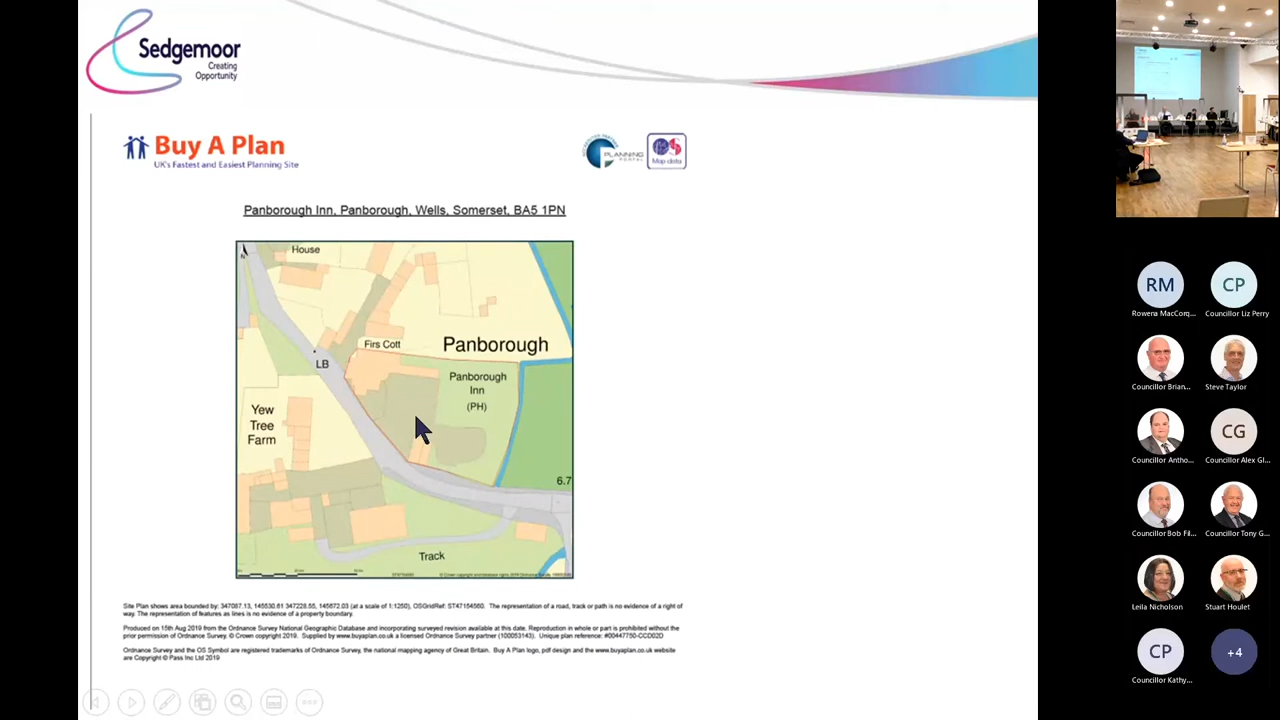 Sedgemoor
Creating
Opportunity
Buy A Plan
UK's Fastest and Easiest Planning Site
PLANNING
PORTAL
Map data
Panborough Inn, Panborough, Wells, Somerset, BA5 1PN
N
House
Firs Cott
Panborough
LB
Panborough
Inn
(PH)
Yew
Tree
Farm
6.7
Track
Site Plan shows area bounded by: 347087.13, 145530.61 347228.55, 145672.03 (at a scale of 1:1250), OSGridRef: ST47154560. The representation of a road, track or path is no evidence of a right of
way. The representation of features as lines is no evidence of a property boundary.
Produced on 15th Aug 2019 from the Ordnance Survey National Geographic Database and incorporating surveyed revision available at this date. Reproduction in whole or part is prohibited without the
prior permission of Ordnance Survey. © Crown copyright 2019. Supplied by www.buyaplan.co.uk a licensed Ordnance Survey partner (100053143). Unique plan reference: #00447750-CCD02D
Ordnance Survey and the OS Symbol are registered trademarks of Ordnance Survey, the national mapping agency of Great Britain. Buy A Plan logo, pdf design and the www.buyaplan.co.uk website
are Copyright © Pass Inc Ltd 2019
RM
CP
Rowena MacCorq...
Councillor Liz Perry
Councillor Brian...
Steve Taylor
CG
Councillor Antho...
Councillor Alex Gl...
Councillor Bob Fil...
Councillor Tony G...
Leila Nicholson
Stuart Houlet
CP
+4
Councillor Kathy...